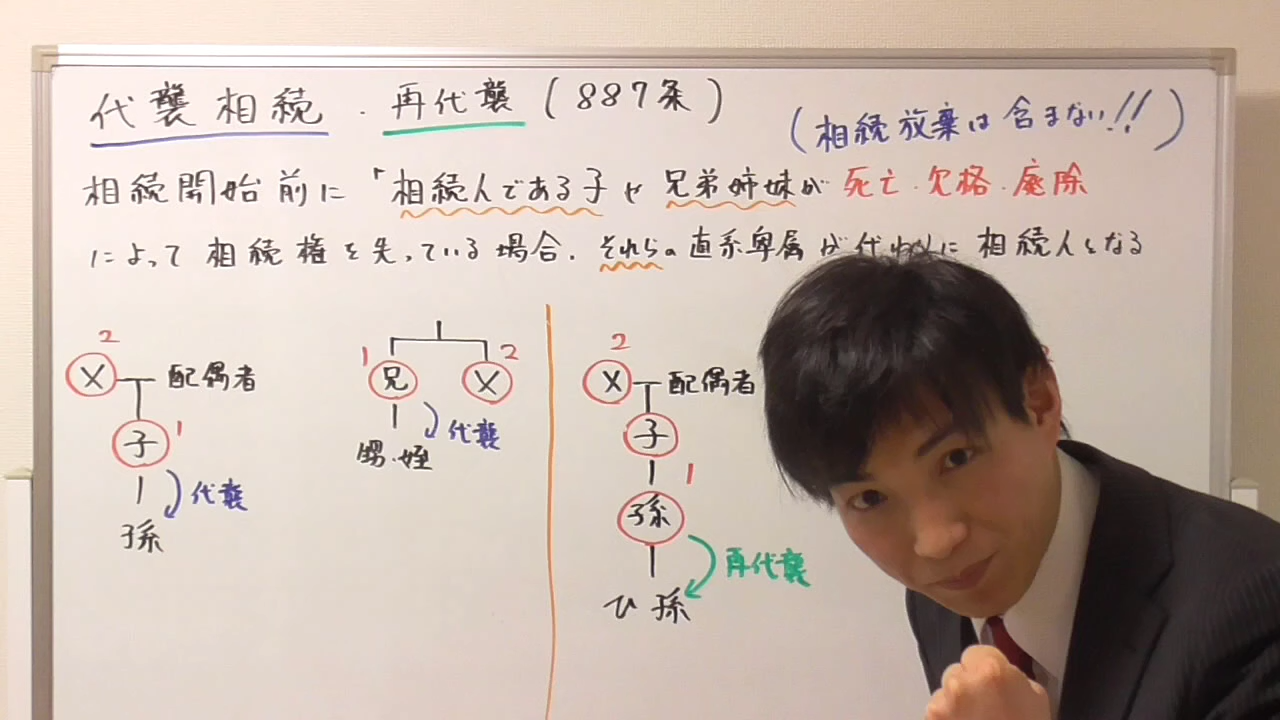 代襲相続・再代襲(887条)
(相続放棄は含まない!!)
相続開始前に「相続人である子や兄弟姉妹が死亡・欠格・廃除
によって相続権を失っている場合、それらの直系卑属が代わりに相続人となる
2
X 配偶者
子 1
代襲
孫
1 兄 X 2
代襲
甥・姪
2
X 配偶者
子
1
孫
再代襲
ひ孫